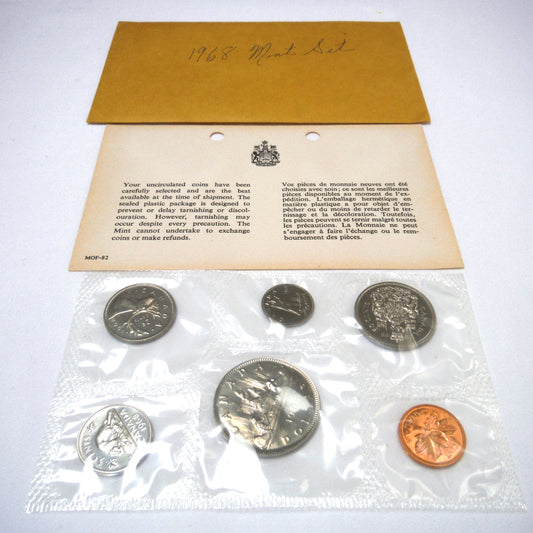 1968 Mint Set
Your uncirculated coins have been
carefully selected and are the best
available at the time of shipment. The
sealed plastic package is designed to
prevent or delay tarnishing or discol-
ouration. However, tarnishing may
occur despite every precaution. The
Mint cannot undertake to exchange
coins or make refunds.
Vos pièces de monnaie neuves ont été
choisies avec soin; ce sont les meilleures
pièces disponibles au moment de l'ex-
pédition. L'emballage hermétique en
matière plastique a pour objet d'em-
pêcher ou du moins de retarder le ter-
nissage et la décoloration. Toutefois,
les pièces peuvent se ternir malgré toutes
les précautions. La Monnaie ne peut
s'engager à faire l'échange ou le rem-
boursement des pièces.
MOF-82